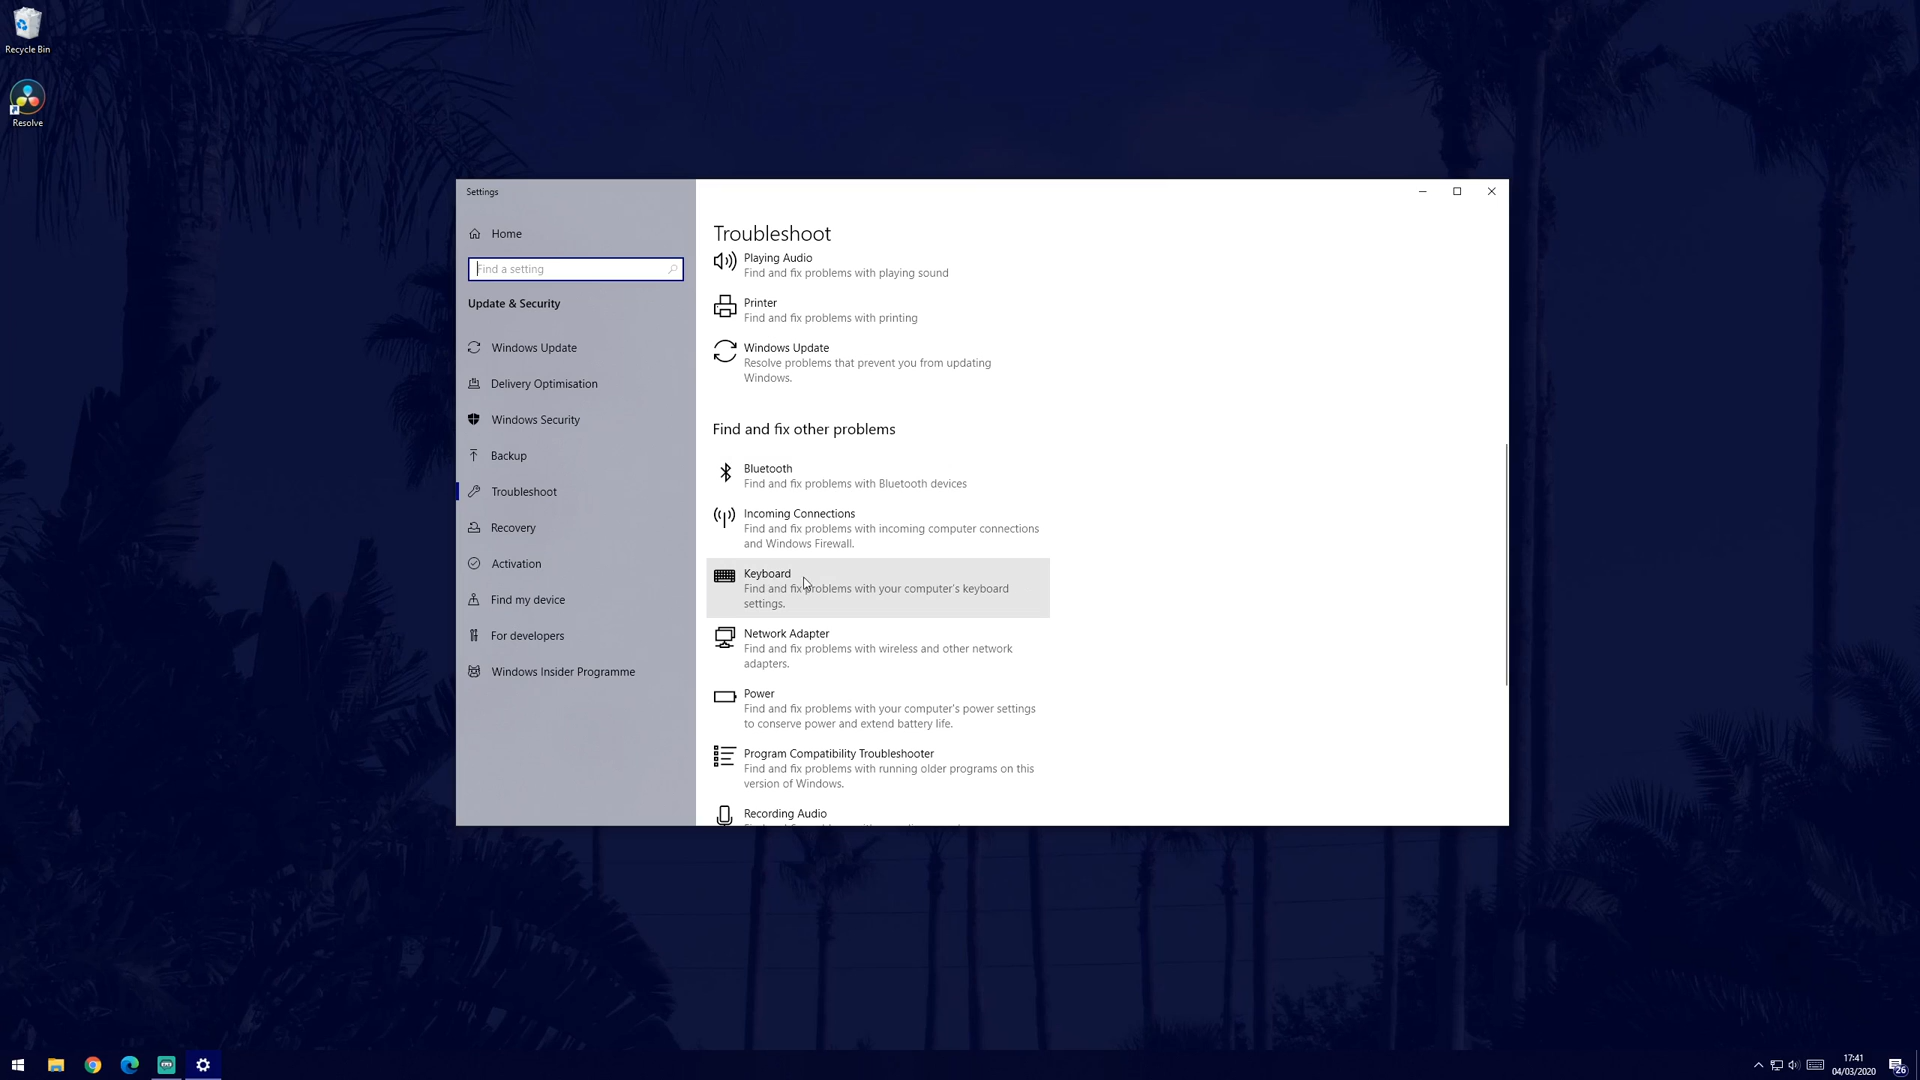 Recycle Bin
Resolve
Settings
Home
Find a setting
Update & Security
Windows Update
Delivery Optimisation
Windows Security
Backup
Troubleshoot
Recovery
Activation
Find my device
For developers
Windows Insider Programme
Troubleshoot
Playing Audio
Find and fix problems with playing sound
Printer
Find and fix problems with printing
Windows Update
Resolve problems that prevent you from updating
Windows.
Find and fix other problems
Bluetooth
Find and fix problems with Bluetooth devices
Incoming Connections
Find and fix problems with incoming computer connections
and Windows Firewall.
Keyboard
Find and fix problems with your computer's keyboard
settings.
Network Adapter
Find and fix problems with wireless and other network
adapters.
Power
Find and fix problems with your computer's power settings
to conserve power and extend battery life.
Program Compatibility Troubleshooter
Find and fix problems with running older programs on this
version of Windows.
Recording Audio
17:41
04/03/2020
26